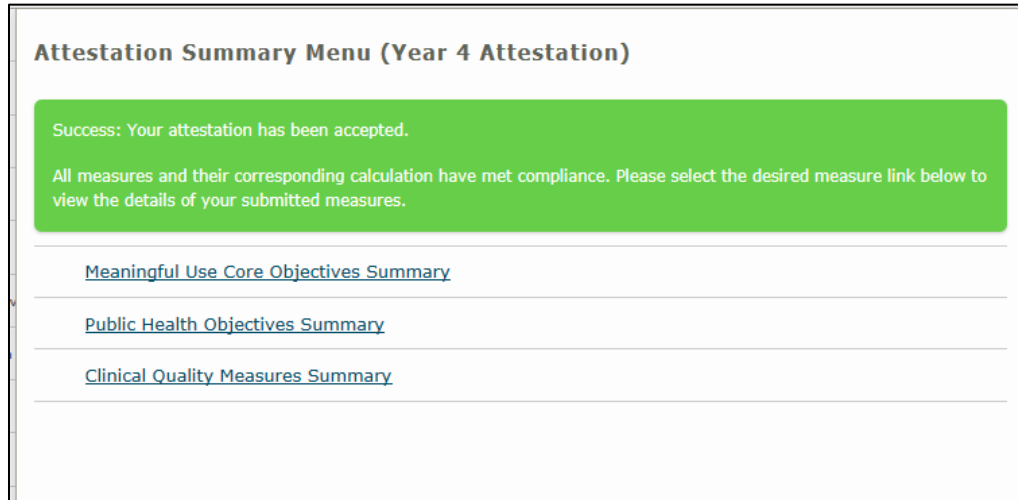 Attestation Summary Menu (Year 4 Attestation)
Success: Your attestation has been accepted.
All measures and their corresponding calculation have met compliance. Please select the desired measure link below to
view the details of your submitted measures.
Meaningful Use Core Objectives Summary
Public Health Objectives Summary
Clinical Quality Measures Summary